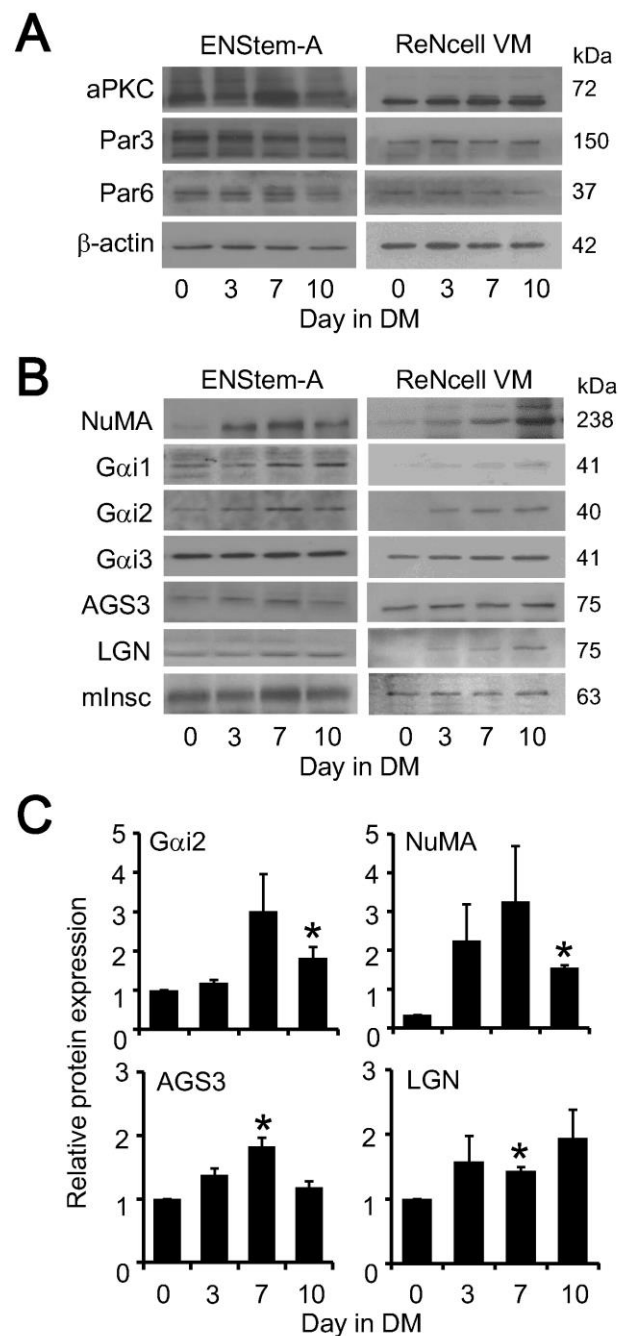 A
ENStem-A ReNcell VM kDa
aPKC 72
Par3 150
Par6 37
β-actin 42
0 3 7 10 0 3 7 10
Day in DM
B
ENStem-A ReNcell VM kDa
NuMA 238
Gαi1 41
Gαi2 40
Gαi3 41
AGS3 75
LGN 75
mInsc 63
0 3 7 10 0 3 7 10
Day in DM
C
Relative protein expression
Gαi2 NuMA
5 5
4 4
3 3
2 2
1 1
0 0
* *
AGS3 LGN
3 3
2 2
1 1
0 0
* *
0 3 7 10 0 3 7 10
Day in DM